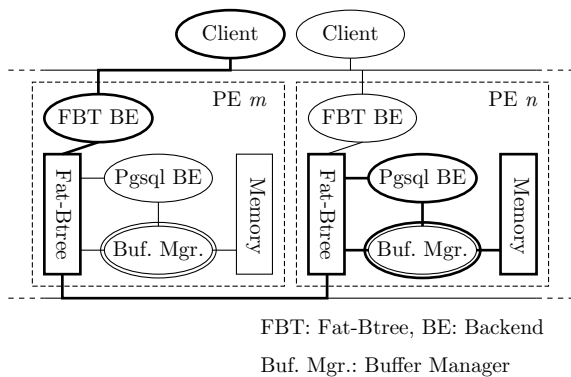 Client Client
PE m PE n
FBT BE FBT BE
Fat-Btree Pgsql BE Memory Fat-Btree Pgsql BE Memory
Buf. Mgr. Buf. Mgr.
FBT: Fat-Btree, BE: Backend
Buf. Mgr.: Buffer Manager